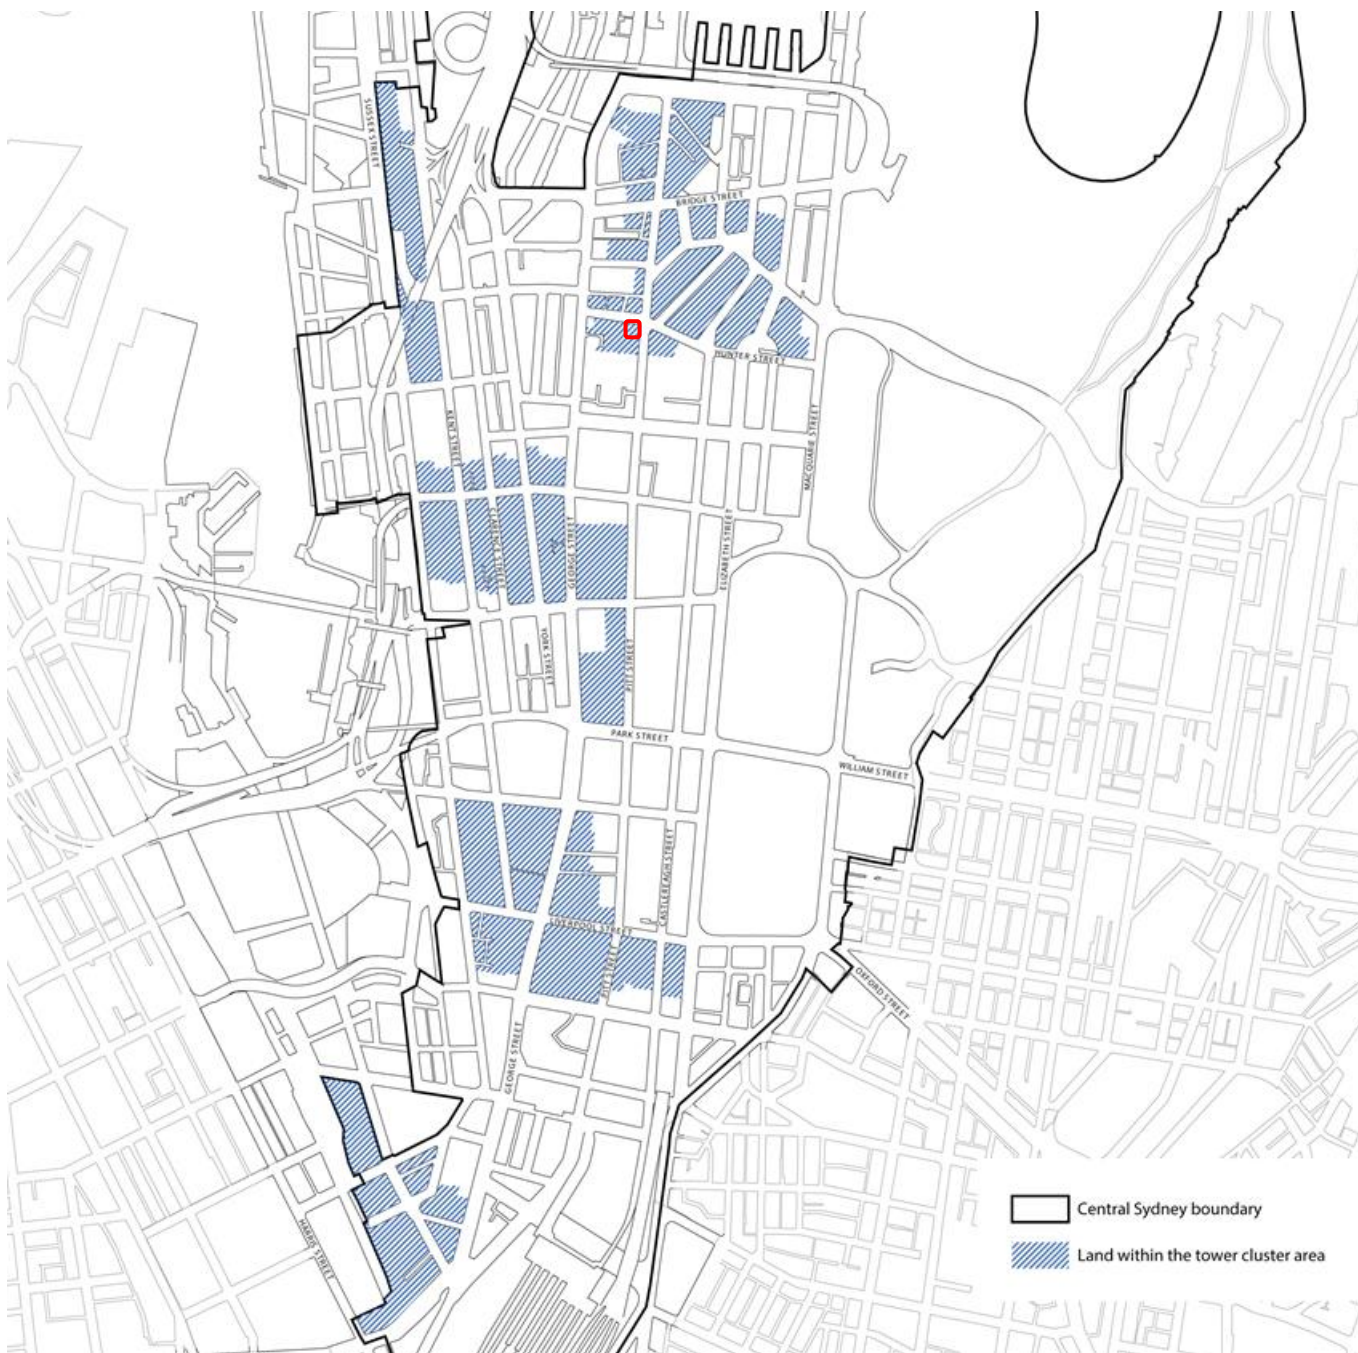 SUSSEX STREET
BRIDGE STREET
HUNTER STREET
KENT STREET
MACQUARIE STREET
CLARENCE STREET
GEORGE STREET
ELIZABETH STREET
YORK STREET
PITT STREET
PARK STREET
WILLIAM STREET
CASTLEREAGH STREET
LIVERPOOL STREET
PITT STREET
OXFORD STREET
GEORGE STREET
HARRIS STREET
Central Sydney boundary
Land within the tower cluster area